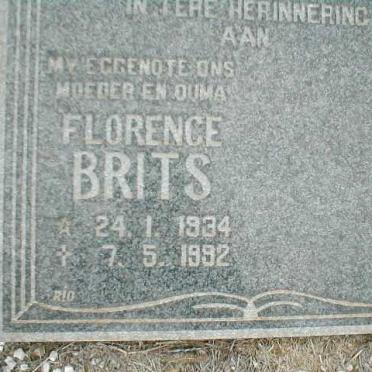 IN TERE HERINNERING
AAN
MY EGGENOTE ONS
MOEDER EN OUMA
FLORENCE
BRITS
☆ 24. 1. 1934
✝ 7. 5. 1992
RIO